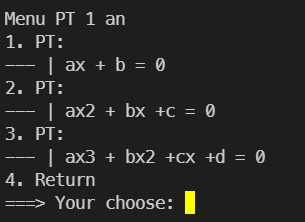 Menu PT 1 an
1. PT:
--- | ax + b = 0
2. PT:
--- | ax2 + bx +c = 0
3. PT:
--- | ax3 + bx2 +cx +d = 0
4. Return
===> Your choose: